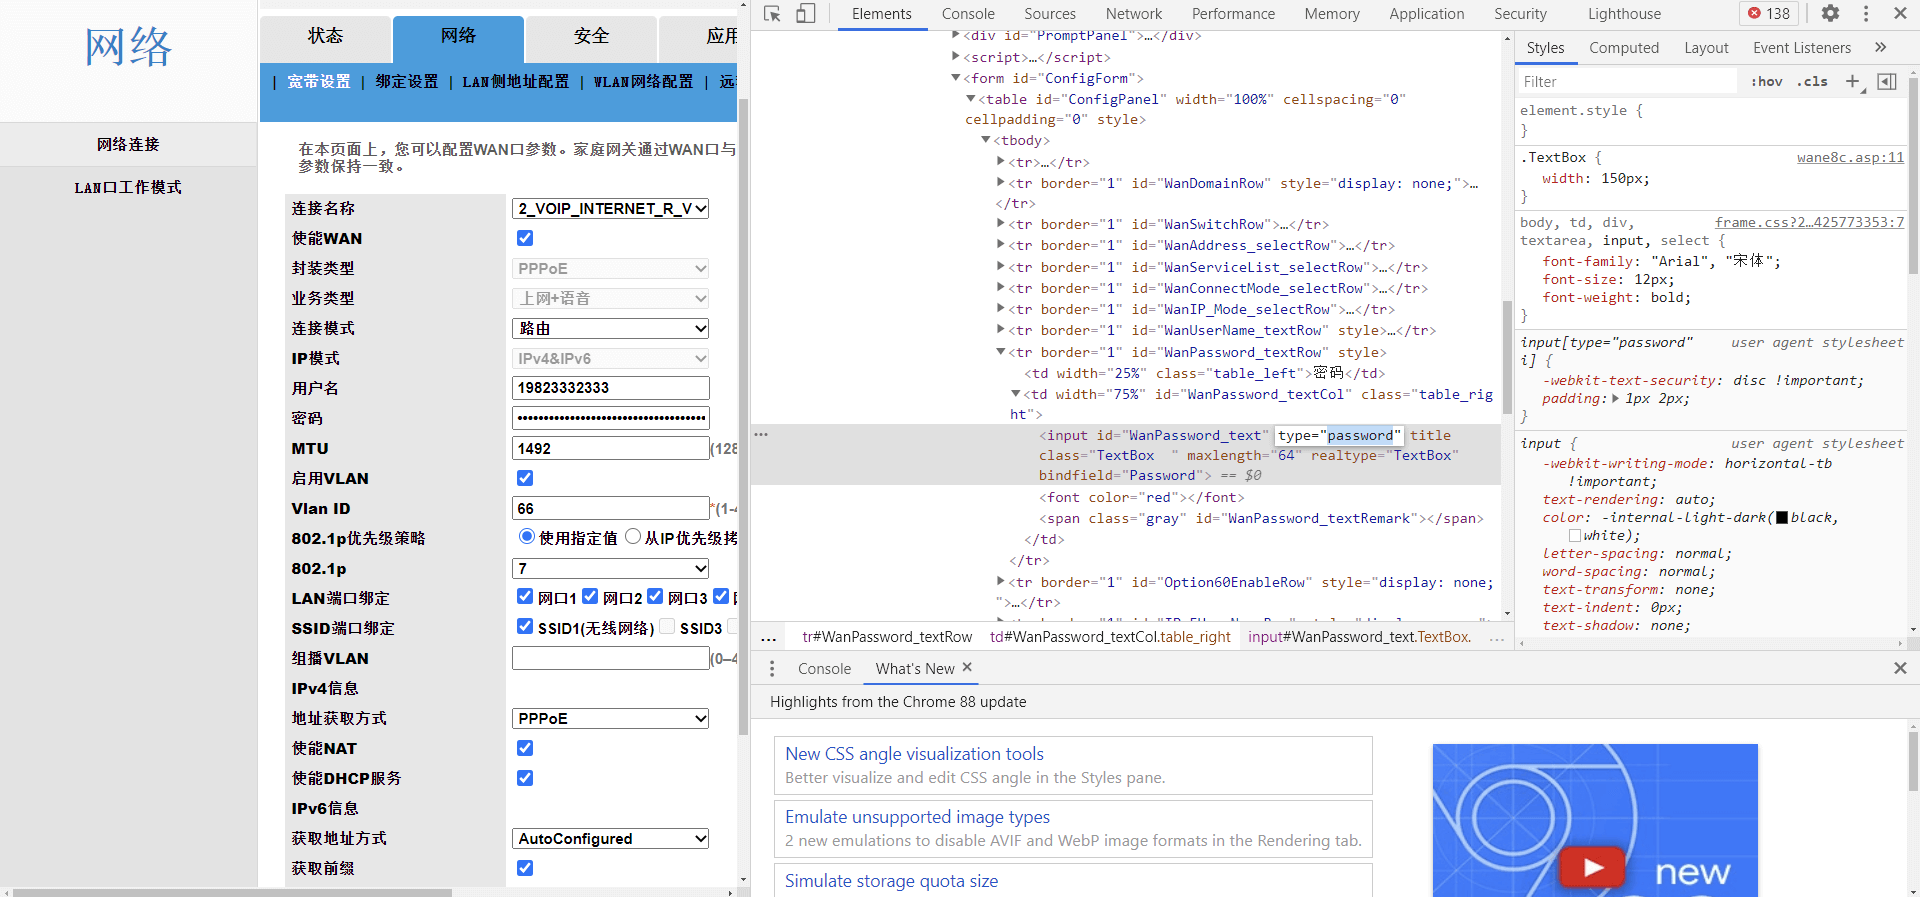 网络
网络连接
LAN口工作模式
状态
网络
安全
应用
| 宽带设置 | 绑定设置 | LAN侧地址配置 | WLAN网络配置 |
在本页面上，您可以配置WAN口参数。家庭网关通过WAN口与
参数保持一致。
连接名称 2_VOIP_INTERNET_R_V
使能WAN
封装类型 PPPoE
业务类型 上网+语音
连接模式 路由
IP模式 IPv4&IPv6
用户名 19823332333
密码
MTU 1492 (128
启用VLAN
Vlan ID 66 *(1-4
802.1p优先级策略 使用指定值 从IP优先级拷
802.1p 7
LAN端口绑定 网口1 网口2 网口3
SSID端口绑定 SSID1(无线网络) SSID3
组播VLAN (0–4
IPv4信息
地址获取方式 PPPoE
使能NAT
使能DHCP服务
IPv6信息
获取地址方式 AutoConfigured
获取前缀
Elements Console Sources Network Performance Memory Application Security Lighthouse 138
<div id="PromptPanel">…</div>
<script>…</script>
<form id="ConfigForm">
<table id="ConfigPanel" width="100%" cellspacing="0"
cellpadding="0" style>
<tbody>
<tr>…</tr>
<tr border="1" id="WanDomainRow" style="display: none;">…
</tr>
<tr border="1" id="WanSwitchRow">…</tr>
<tr border="1" id="WanAddress_selectRow">…</tr>
<tr border="1" id="WanServiceList_selectRow">…</tr>
<tr border="1" id="WanConnectMode_selectRow">…</tr>
<tr border="1" id="WanIP_Mode_selectRow">…</tr>
<tr border="1" id="WanUserName_textRow" style>…</tr>
<tr border="1" id="WanPassword_textRow" style>
<td width="25%" class="table_left">密码</td>
<td width="75%" id="WanPassword_textCol" class="table_rig
ht">
<input id="WanPassword_text" type="password" title
class="TextBox  " maxlength="64" realtype="TextBox"
bindfield="Password"> == $0
<font color="red"></font>
<span class="gray" id="WanPassword_textRemark"></span>
</td>
</tr>
<tr border="1" id="Option60EnableRow" style="display: none;
">…</tr>
... tr#WanPassword_textRow td#WanPassword_textCol.table_right input#WanPassword_text.TextBox. ...
Styles Computed Layout Event Listeners »
Filter :hov .cls +
element.style {
}
.TextBox { wane8c.asp:11
width: 150px;
}
body, td, div, frame.css?2…425773353:7
textarea, input, select {
font-family: "Arial", "宋体";
font-size: 12px;
font-weight: bold;
}
input[type="password" user agent stylesheet
i] {
-webkit-text-security: disc !important;
padding: 1px 2px;
}
input { user agent stylesheet
-webkit-writing-mode: horizontal-tb
!important;
text-rendering: auto;
color: -internal-light-dark( black,
white);
letter-spacing: normal;
word-spacing: normal;
text-transform: none;
text-indent: 0px;
text-shadow: none;
Console What's New ×
Highlights from the Chrome 88 update
New CSS angle visualization tools
Better visualize and edit CSS angle in the Styles pane.
Emulate unsupported image types
2 new emulations to disable AVIF and WebP image formats in the Rendering tab.
Simulate storage quota size
new